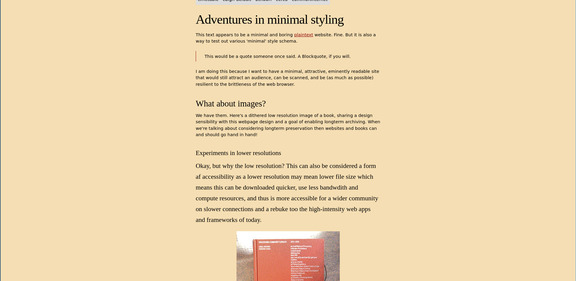 Adventures in minimal styling
This text appears to be a minimal and boring plaintext website. Fine. But it is also a
way to test out various 'minimal' style schema.
This would be a quote someone once said. A Blockquote, if you will.
I am doing this because I want to have a minimal, attractive, eminently readable site
that would still attract an audience, can be scanned, and be (as much as possible)
resilient to the britteness of the web-browser.
What about images?
We have them. Here's a dithered low resolution image of a book, sharing a design
sensibility with this webpage design and a goal of enabling longterm archiving. When
we're talking about considering longterm preservation then websites and books can
and should go hand in hand!
Experiments in lower resolutions
Okay, but why the low resolution? This can also be considered a form
af accessibility as a lower resolution may mean lower file size which
means this can be downloaded quicker, use less bandwdith and
compute resources, and thus is more accessible for a wider community
on slower connections and a rebuke too the high-intensity web apps
and frameworks of today.